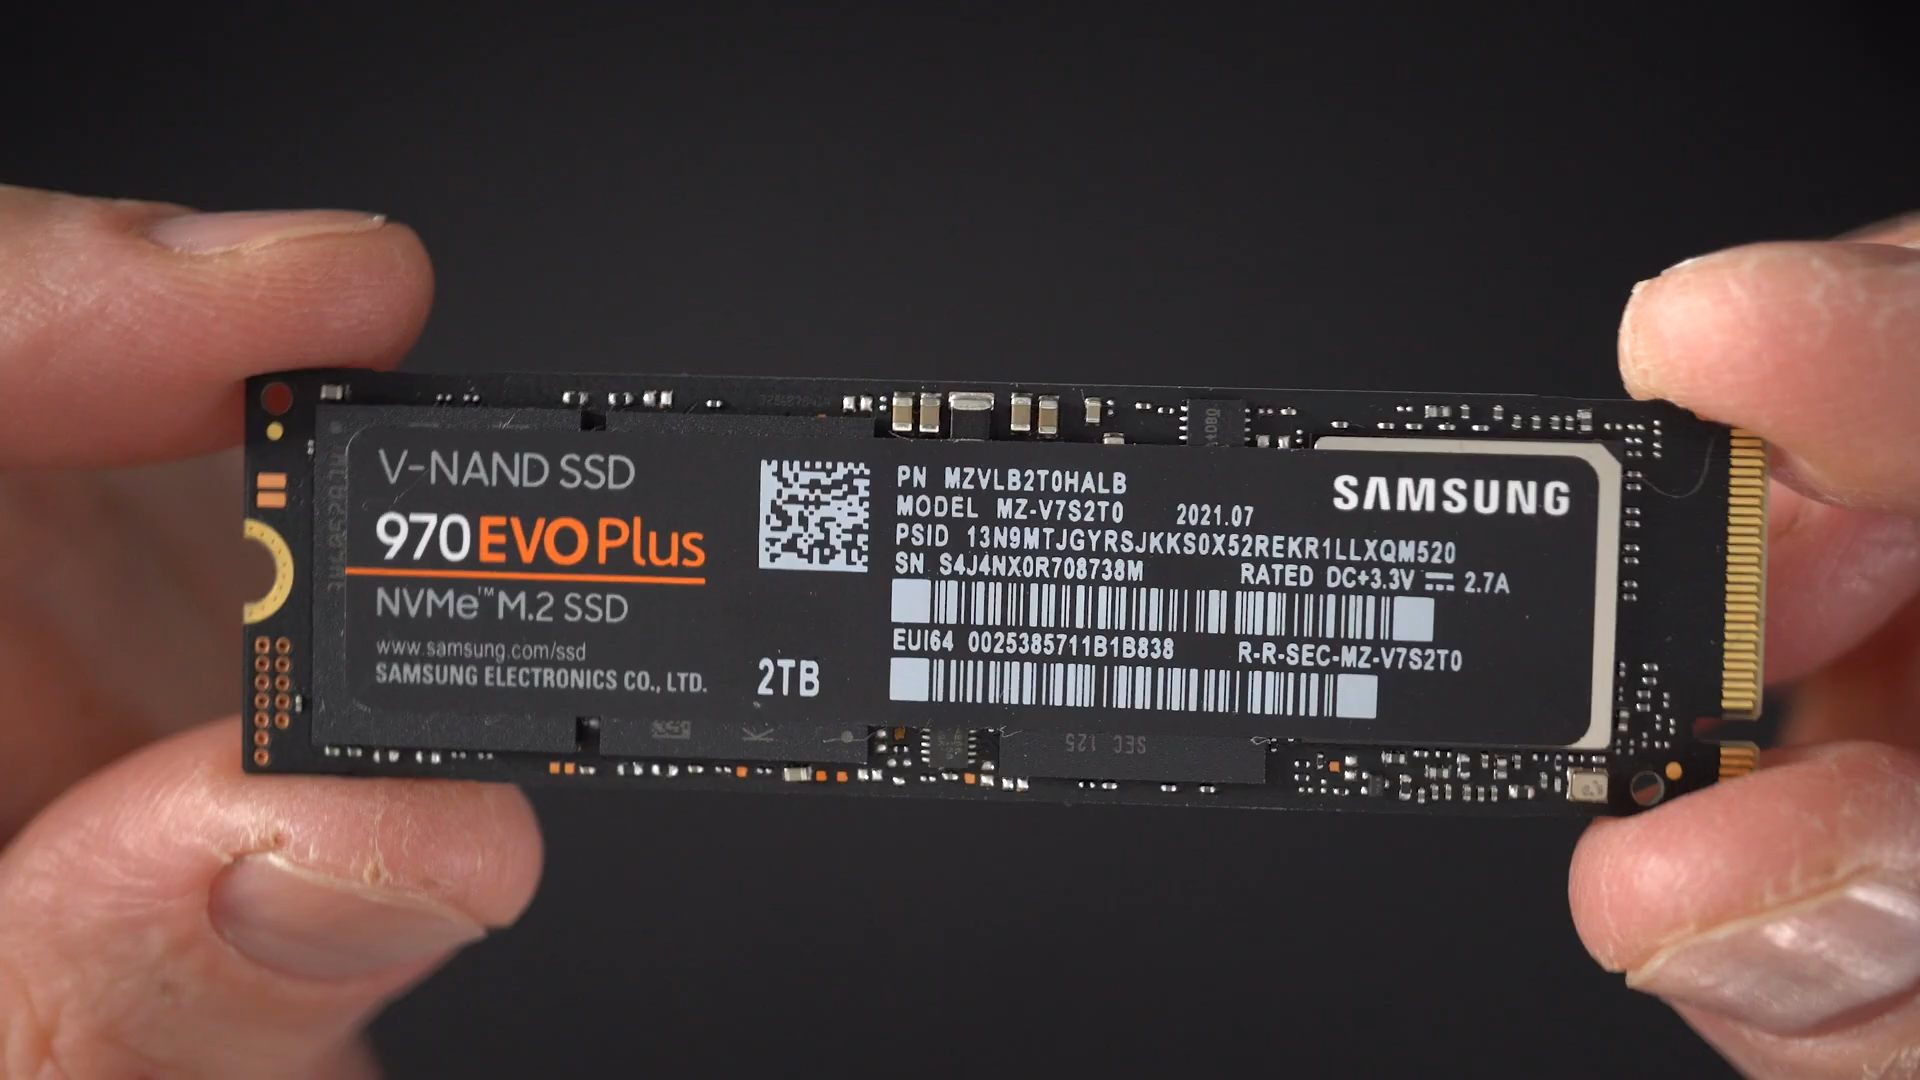 V-NAND SSD
970 EVO Plus
NVMe™ M.2 SSD
www.samsung.com/ssd
SAMSUNG ELECTRONICS CO., LTD.
2TB
PN MZVLB2T0HALB
MODEL MZ-V7S2T0 2021.07
PSID 13N9MTJGYRSJKKS0X52REKR1LLXQM520
SN S4J4NX0R708738M RATED DC+3.3V ⎓ 2.7A
EUI64 0025385711B1B838 R-R-SEC-MZ-V7S2T0
SAMSUNG
SEC 125
K